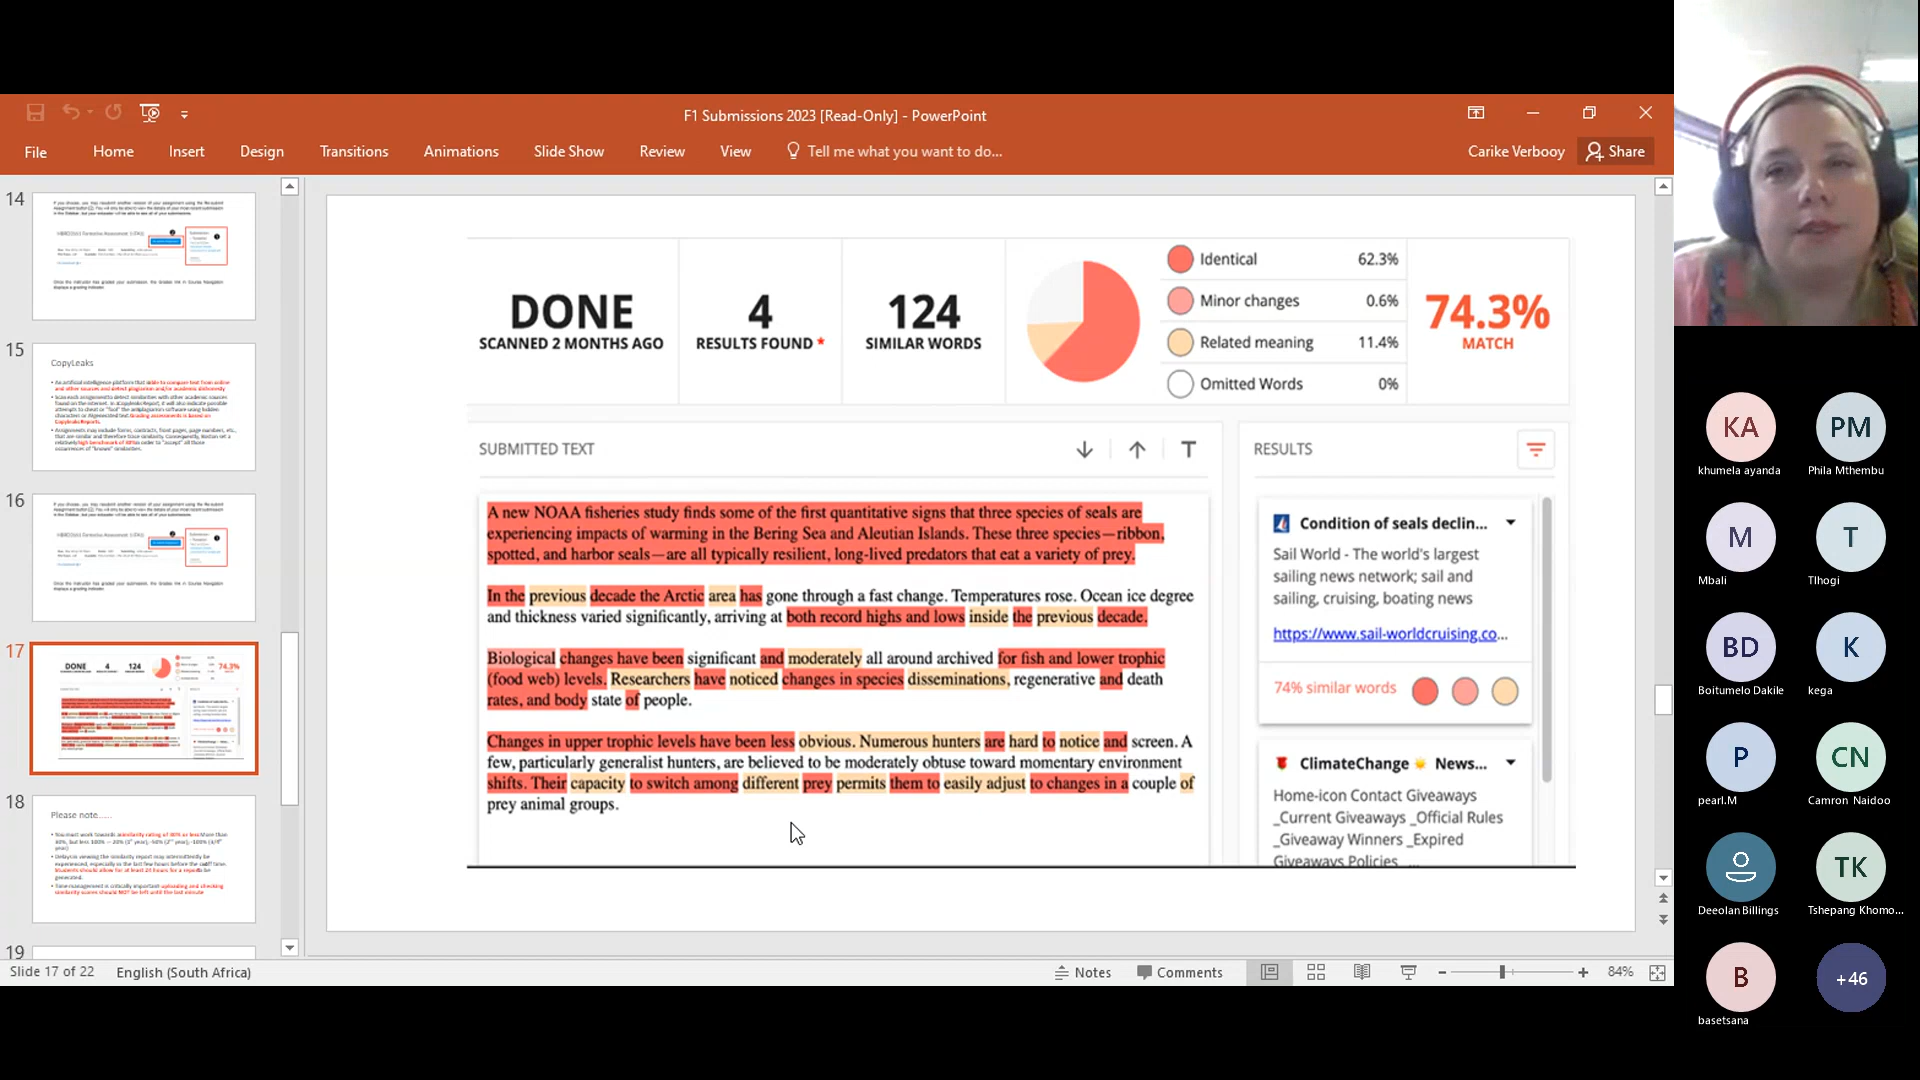 F1 Submissions 2023 [Read-Only] - PowerPoint
File Home Insert Design Transitions Animations Slide Show Review View Tell me what you want to do...
Carike Verbooy Share
14
15
CopyLeaks
16
17
18
Please note......
19
DONE
SCANNED 2 MONTHS AGO
4
RESULTS FOUND *
124
SIMILAR WORDS
Identical 62.3%
Minor changes 0.6%
Related meaning 11.4%
Omitted Words 0%
74.3%
MATCH
SUBMITTED TEXT
A new NOAA fisheries study finds some of the first quantitative signs that three species of seals are
experiencing impacts of warming in the Bering Sea and Aleutian Islands. These three species—ribbon,
spotted, and harbor seals—are all typically resilient, long-lived predators that eat a variety of prey.
In the previous decade the Arctic area has gone through a fast change. Temperatures rose. Ocean ice degree
and thickness varied significantly, arriving at both record highs and lows inside the previous decade.
Biological changes have been significant and moderately all around archived for fish and lower trophic
(food web) levels. Researchers have noticed changes in species disseminations, regenerative and death
rates, and body state of people.
Changes in upper trophic levels have been less obvious. Numerous hunters are hard to notice and screen. A
few, particularly generalist hunters, are believed to be moderately obtuse toward momentary environment
shifts. Their capacity to switch among different prey permits them to easily adjust to changes in a couple of
prey animal groups.
RESULTS
Condition of seals declin...
Sail World - The world's largest
sailing news network; sail and
sailing, cruising, boating news
https://www.sail-worldcruising.co...
74% similar words
ClimateChange News...
Home-icon Contact Giveaways
_Current Giveaways _Official Rules
_Giveaway Winners _Expired
Giveaways Policies ...
Slide 17 of 22 English (South Africa)
Notes Comments 84%
KA
khumela ayanda
PM
Phila Mthembu
M
Mbali
T
Tlhogi
BD
Boitumelo Dakile
K
kega
P
pearl.M
CN
Camron Naidoo
Deeolan Billings
TK
Tshepang Khomo...
B
basetsana
+46